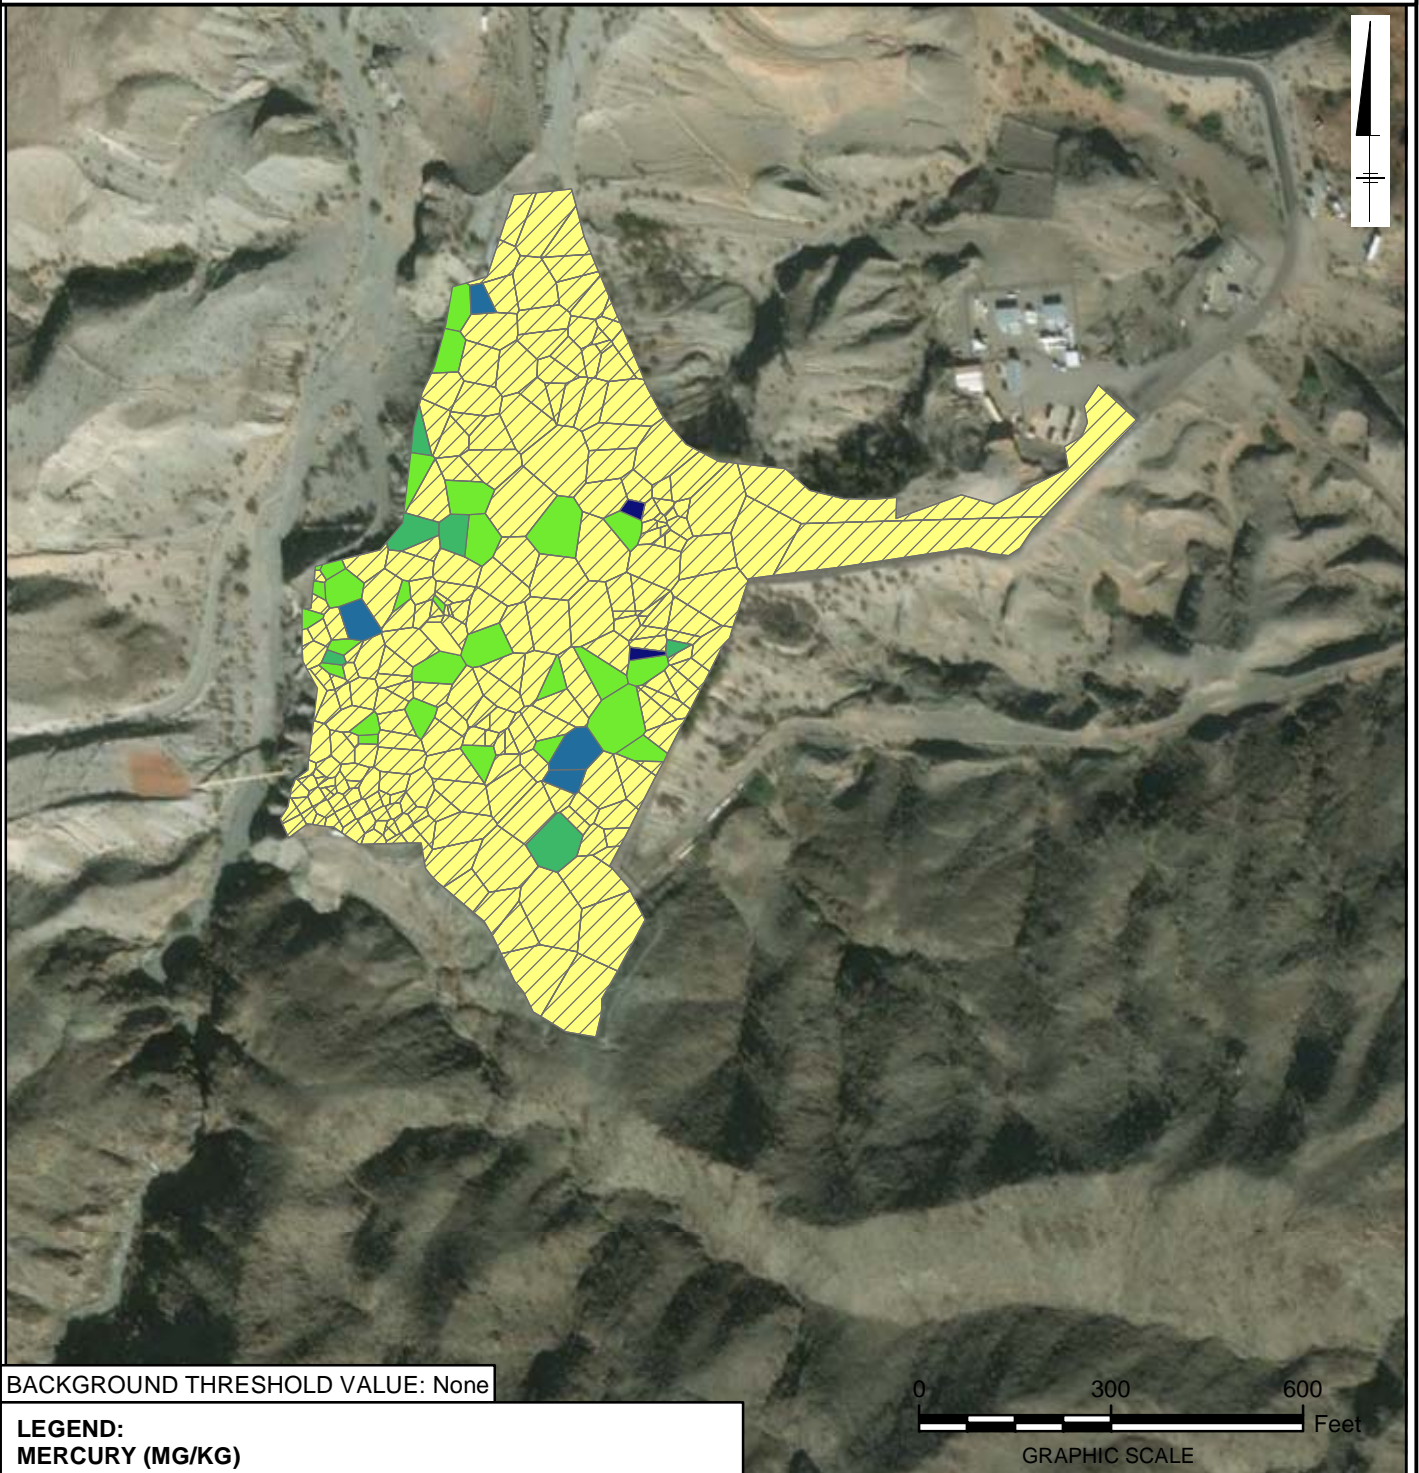 BACKGROUND THRESHOLD VALUE: None
LEGEND:
MERCURY (MG/KG)
0 300 600
Feet
GRAPHIC SCALE